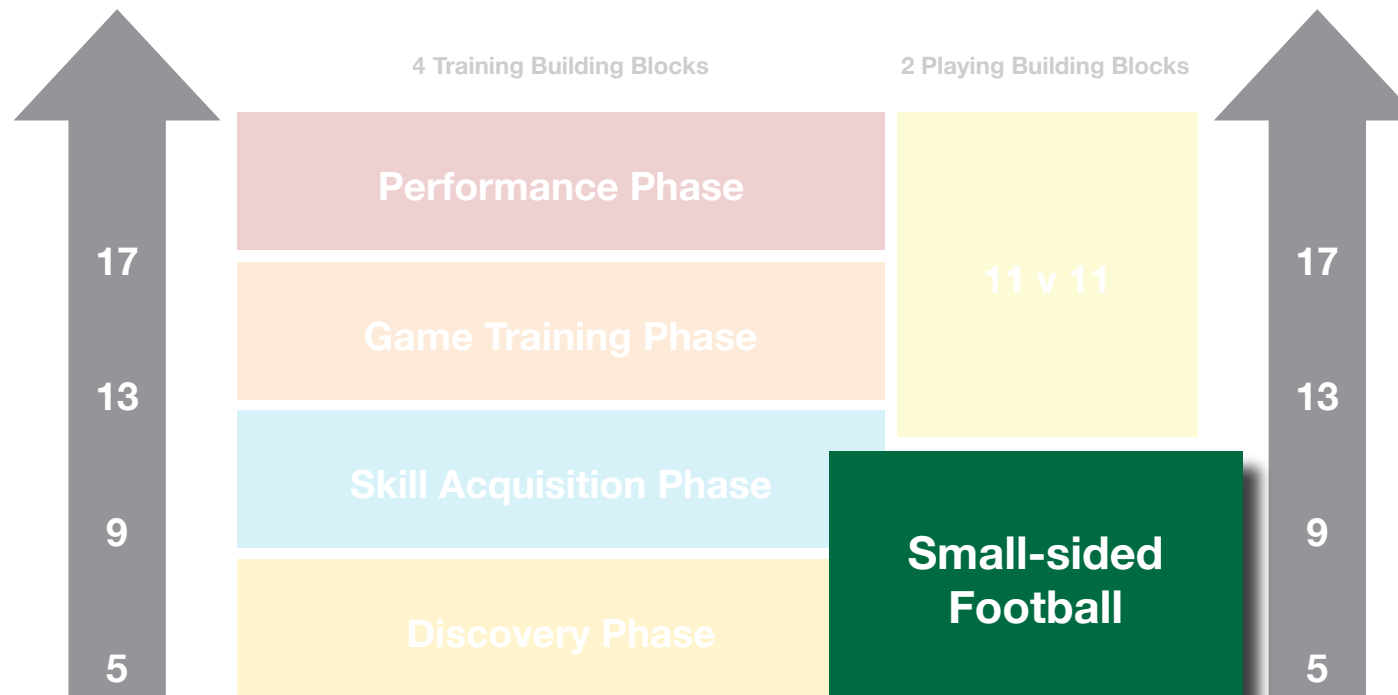 4 Training Building Blocks
2 Playing Building Blocks
Performance Phase
17
11 v 11
17
Game Training Phase
13
13
Skill Acquisition Phase
9
Small-sided
Football
9
Discovery Phase
5
5